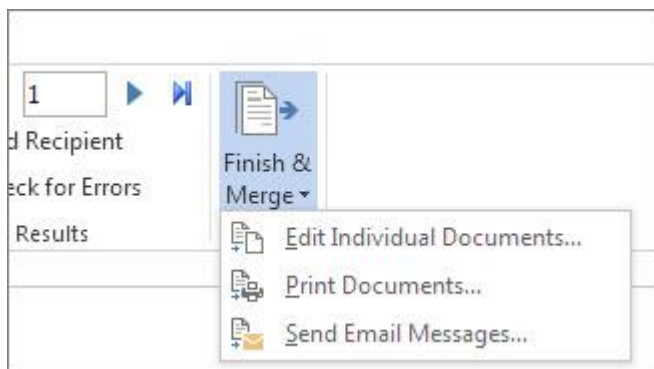 1
d Recipient
eck for Errors
Results
Finish &
Merge
Edit Individual Documents...
Print Documents...
Send Email Messages...